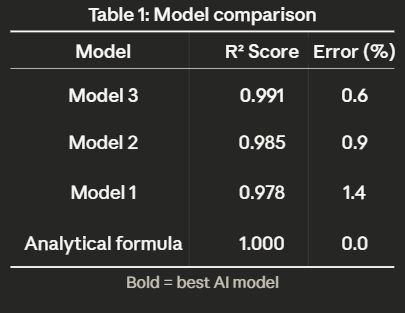 Table 1: Model comparison
Model R² Score Error (%)
Model 3 0.991 0.6
Model 2 0.985 0.9
Model 1 0.978 1.4
Analytical formula 1.000 0.0
Bold = best AI model